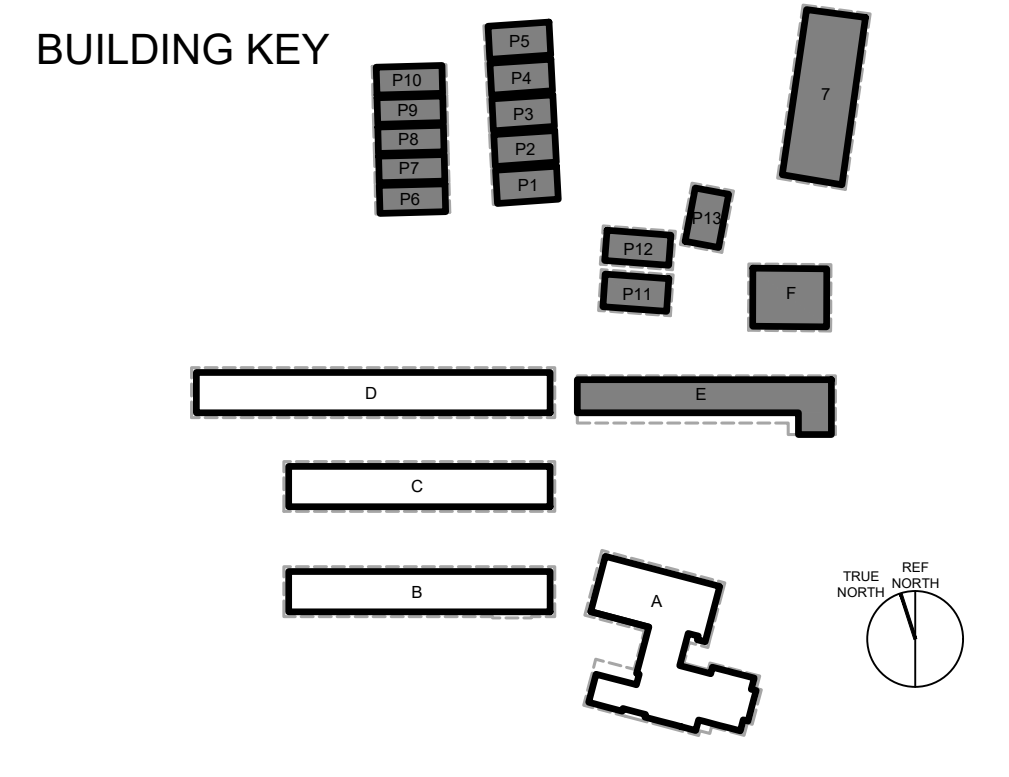 BUILDING KEY
P5
P10
P4
P9
P3
P8
P2
P7
P1
P6
7
P13
P12
P11
F
D
E
C
B
A
TRUE
NORTH
REF
NORTH